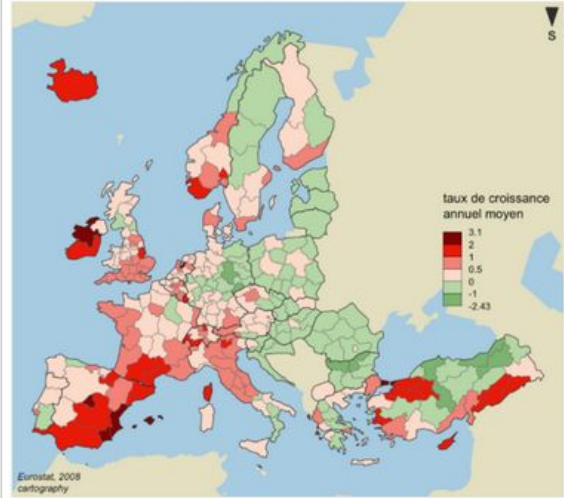 S
taux de croissance
annuel moyen
3.1
2
1
0.5
0
-1
-2.43
Eurostat, 2008
cartography